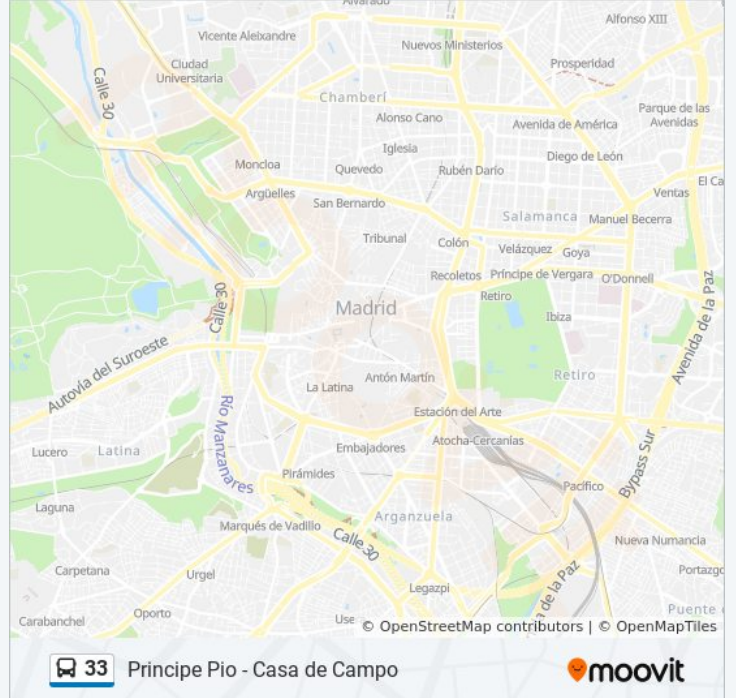 Alvarado
Alfonso XIII
Vicente Aleixandre
Nuevos Ministerios
Ciudad
Universitaria
Prosperidad
Calle 30
Chamberí
Parque de las
Avenidas
Alonso Cano
Avenida de América
Iglesia
Diego de León
Moncloa
Quevedo
Rubén Darío
El Ca
Argüelles
Ventas
San Bernardo
Salamanca
Manuel Becerra
Tribunal
Colón
Velázquez
Goya
Recoletos
Príncipe de Vergara
O'Donnell
Calle 30
Retiro
Madrid
Ibiza
Avenida de la Paz
Autovía del Suroeste
Retiro
La Latina
Antón Martín
Río Manzanares
Estación del Arte
Atocha-Cercanías
Lucero
Latina
Embajadores
Bypass Sur
Pirámides
Pacífico
Laguna
Arganzuela
Marqués de Vadillo
Calle 30
Nueva Numancia
Carpetana
Urgel
Portazgo
Legazpi
a de la Paz
Puente
Carabanchel
Oporto
Use
© OpenStreetMap contributors | © OpenMapTiles
33 Principe Pio - Casa de Campo
moovit